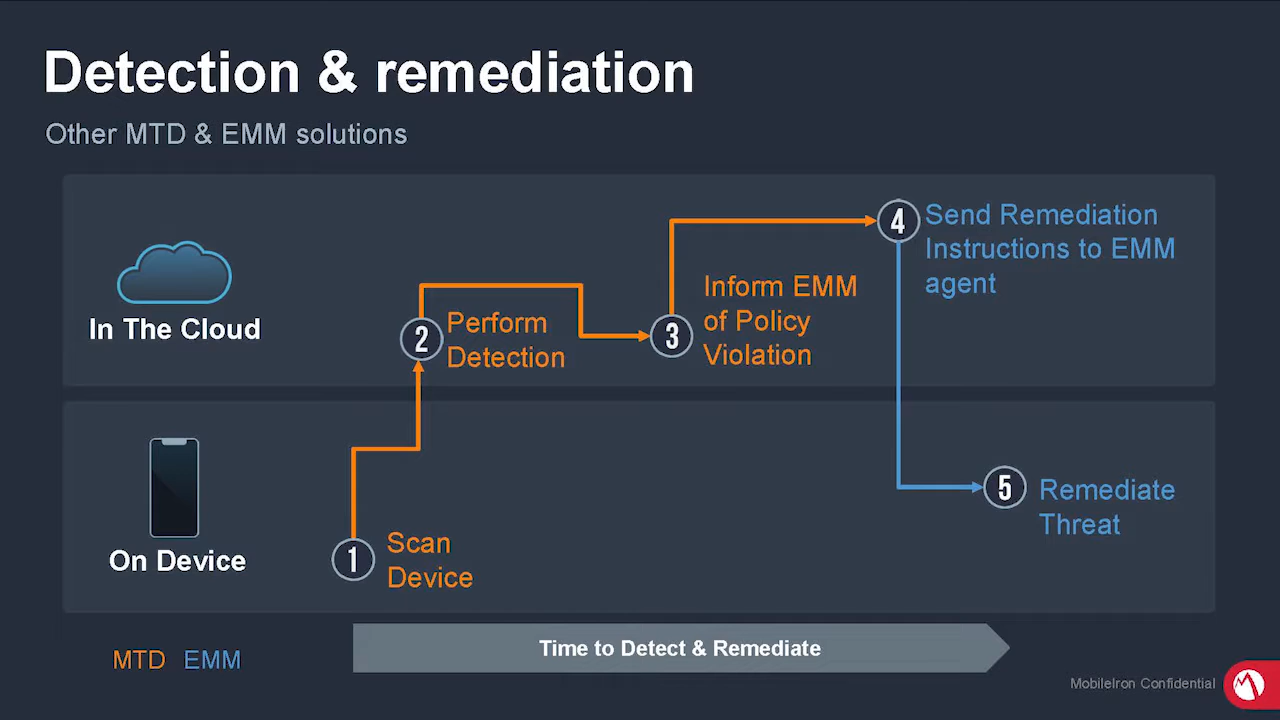 Detection & remediation
Other MTD & EMM solutions
In The Cloud
2
Perform
Detection
3
Inform EMM
of Policy
Violation
4
Send Remediation
Instructions to EMM
agent
On Device
1
Scan
Device
5
Remediate
Threat
MTD EMM
Time to Detect & Remediate
MobileIron Confidential